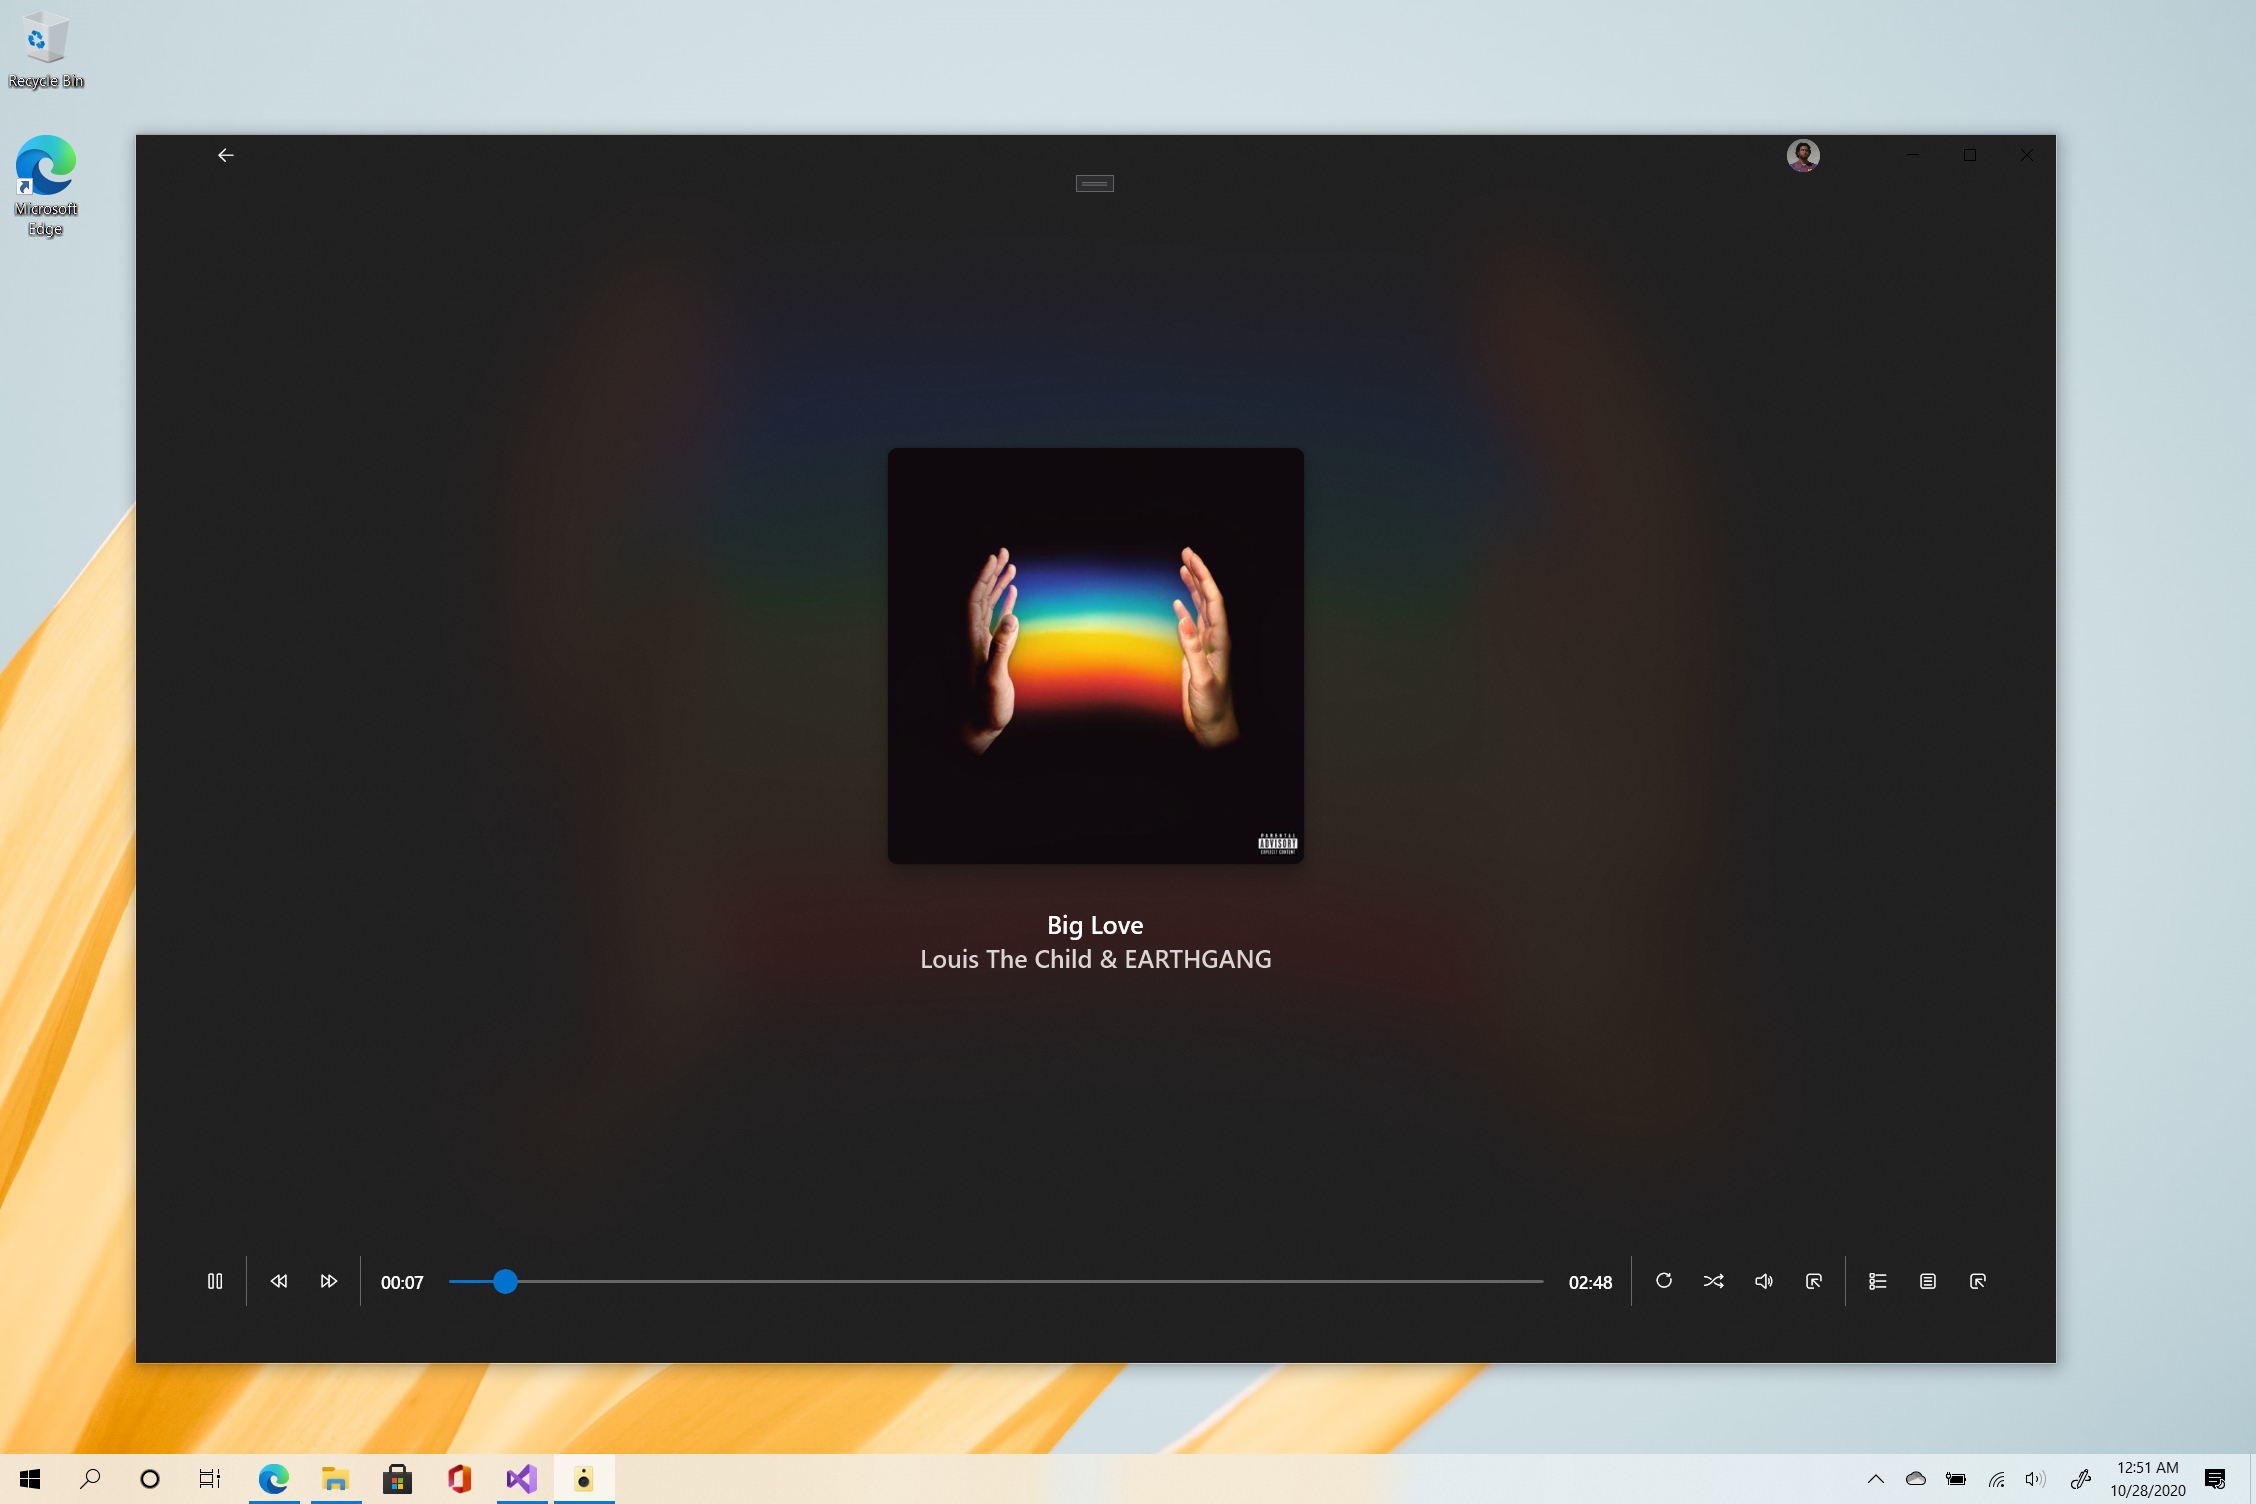 Recycle Bin
Microsoft
Edge
PARENTAL
ADVISORY
EXPLICIT CONTENT
Big Love
Louis The Child & EARTHGANG
00:07
02:48
12:51 AM
10/28/2020